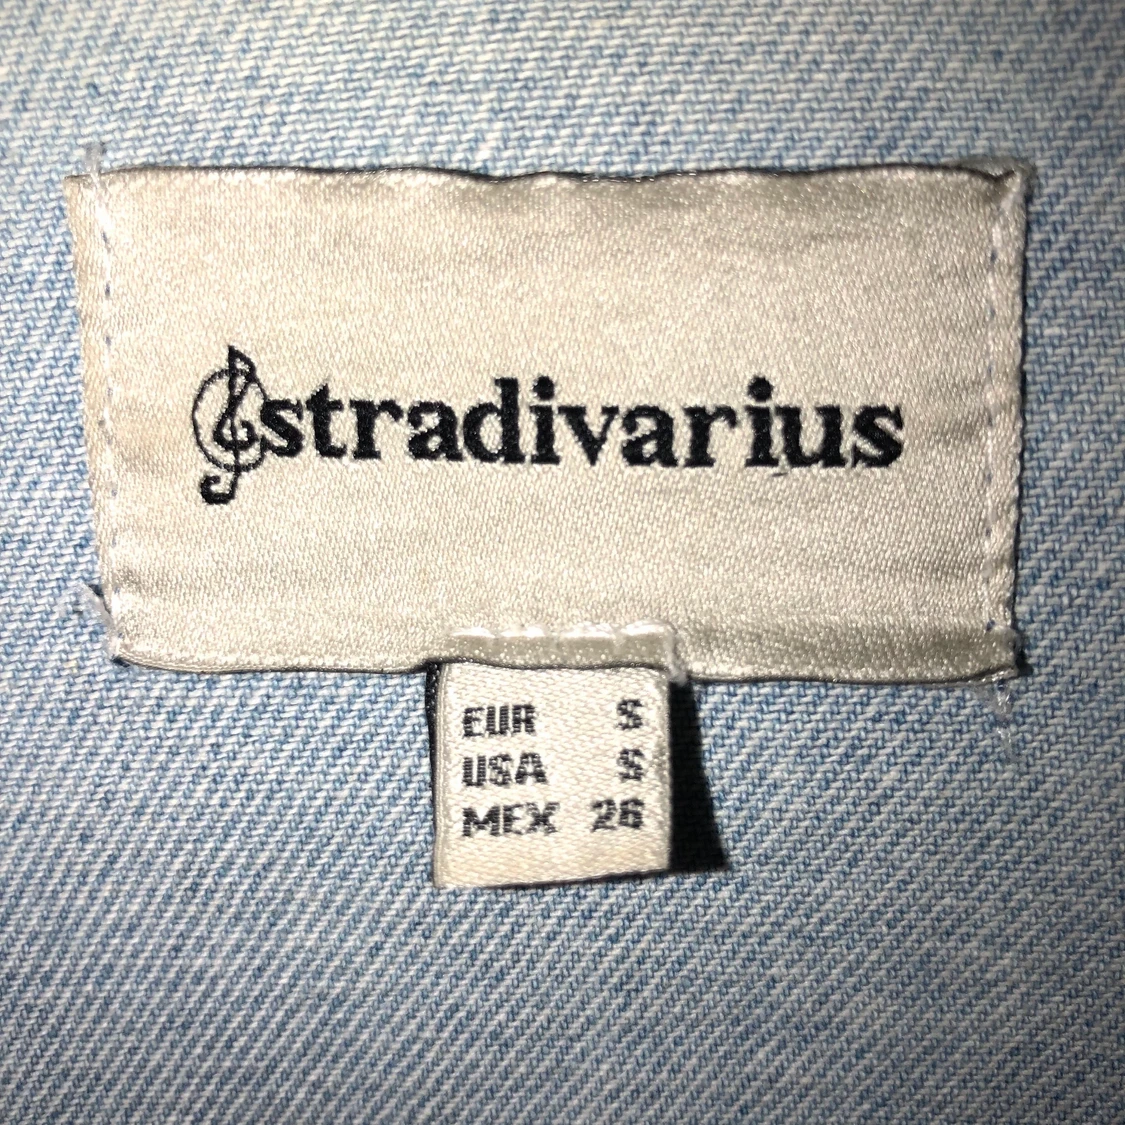 stradivarius
EUR S
USA S
MEX 26